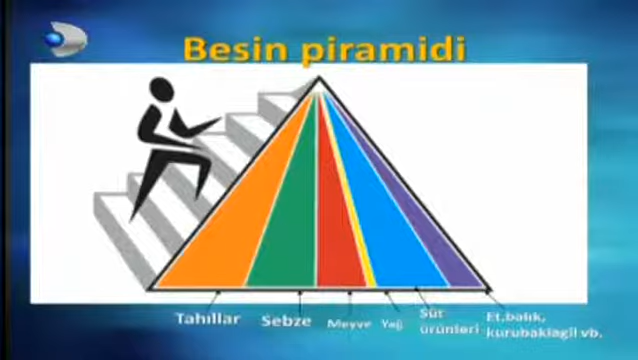 Besin piramidi
Tahıllar
Sebze
Meyve
Yağ
Süt
ürünleri
Et,balık,
kurubaklagil vb.